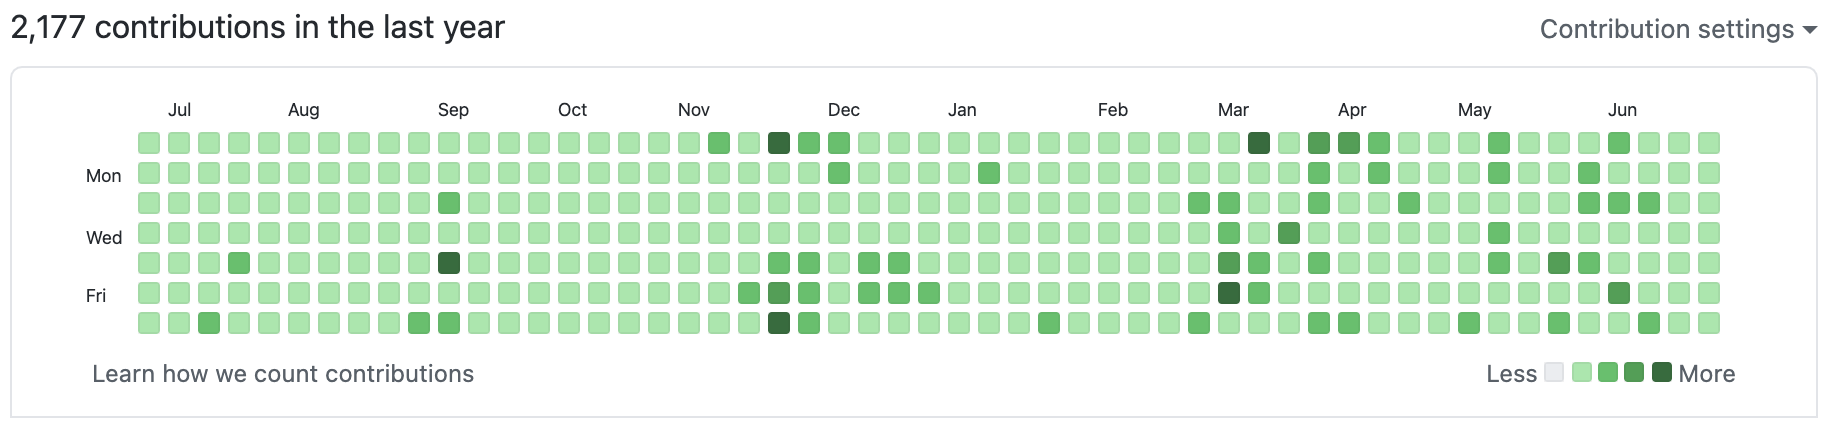 2,177 contributions in the last year
Contribution settings
Jul Aug Sep Oct Nov Dec Jan Feb Mar Apr May Jun
Mon
Wed
Fri
Learn how we count contributions
Less More